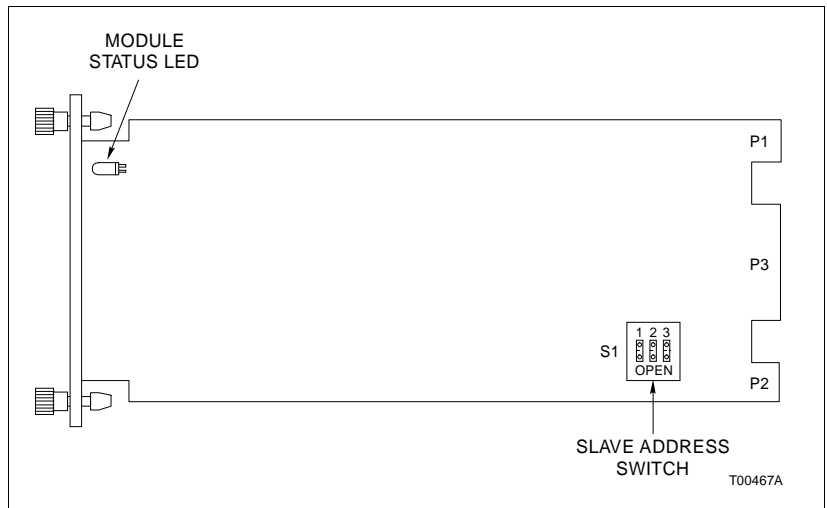 MODULE
STATUS LED
P1
P3
1 2 3
S1
OPEN
P2
SLAVE ADDRESS
SWITCH
T00467A